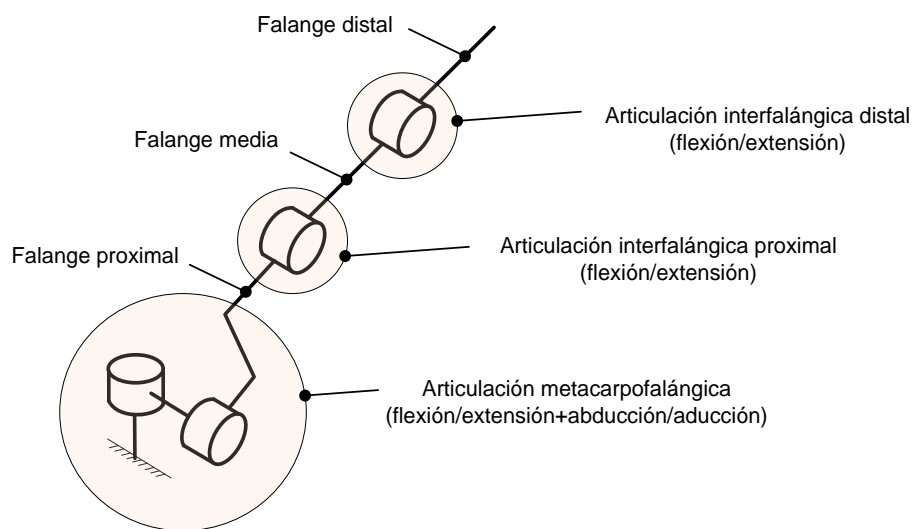 Falange distal
Articulación interfalángica distal
(flexión/extensión)
Falange media
Articulación interfalángica proximal
(flexión/extensión)
Falange proximal
Articulación metacarpofalángica
(flexión/extensión+abducción/aducción)